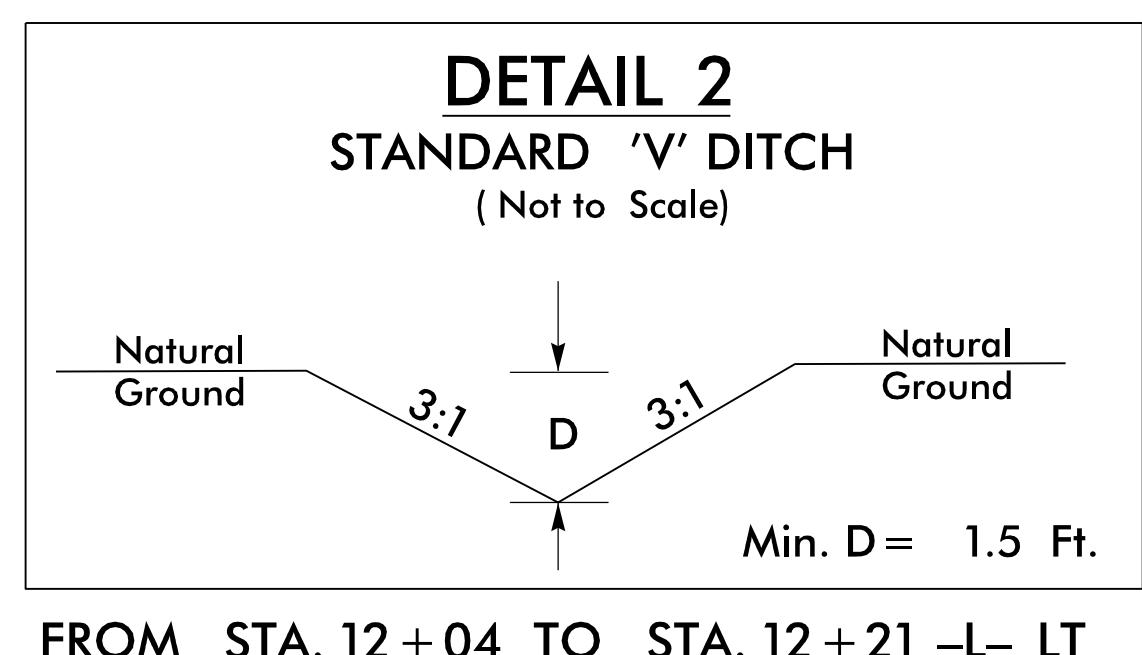 DETAIL 2
STANDARD 'V' DITCH
( Not to Scale)
Natural
Ground
3:1
D
3:1
Natural
Ground
Min. D = 1.5 Ft.
FROM STA. 12 + 04 TO STA. 12 + 21 -L- LT